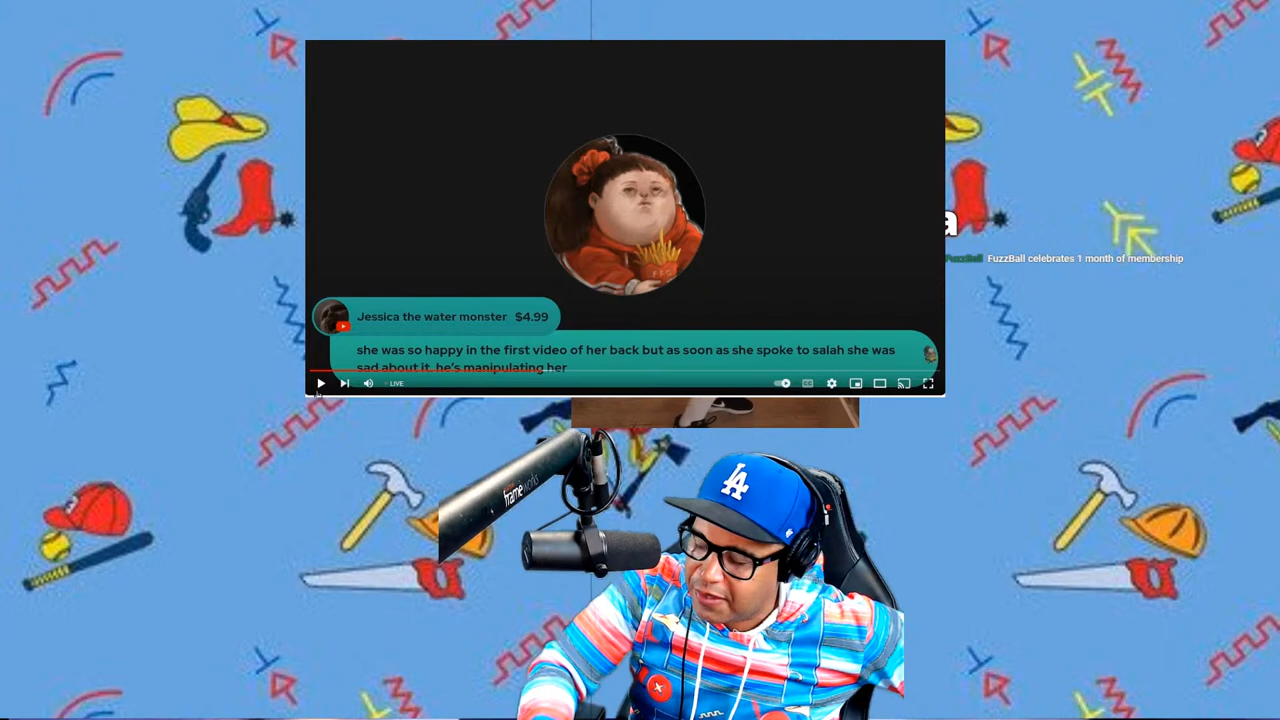 a
FuzzBall FuzzBall celebrates 1 month of membership
Jessica the water monster $4.99
she was so happy in the first video of her back but as soon as she spoke to salah she was
sad about it. he's manipulating her
LIVE
CC
frameworks
LA